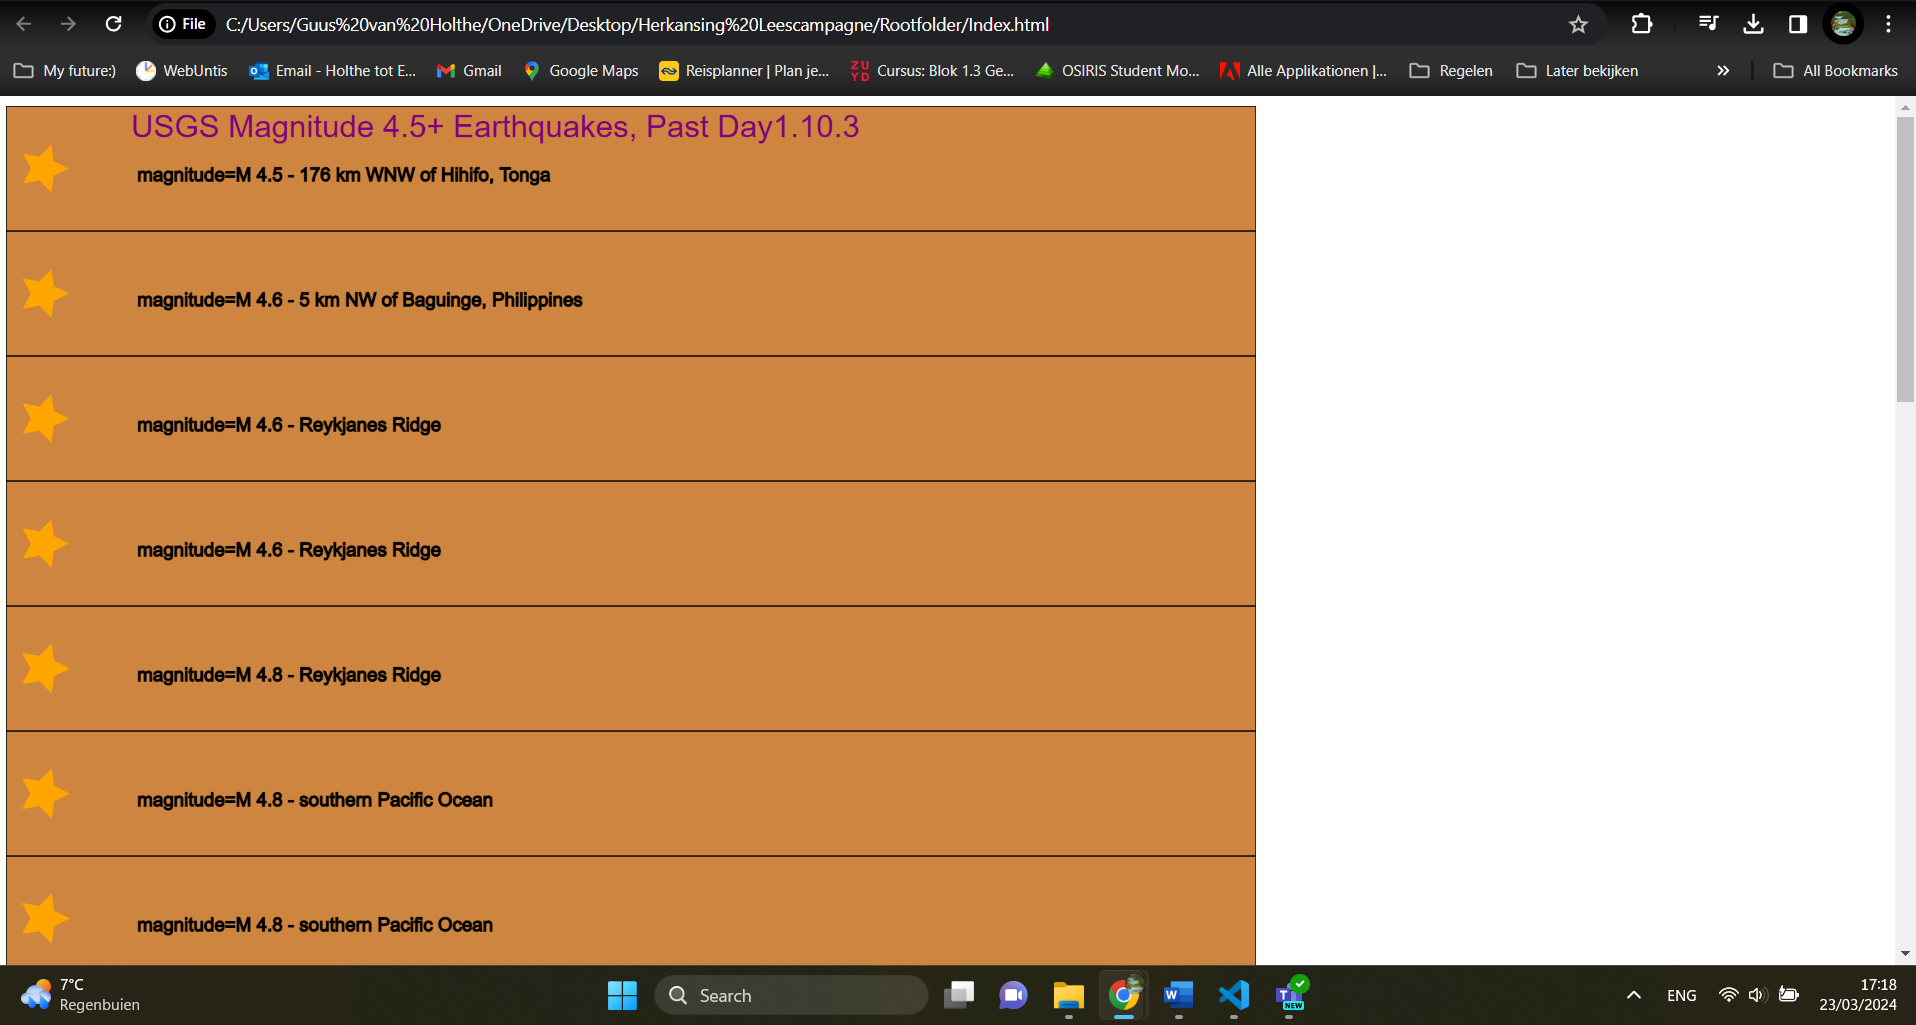 File C:/Users/Guus%20van%20Holthe/OneDrive/Desktop/Herkansing%20Leescampagne/Rootfolder/Index.html
My future:) WebUntis Email - Holthe tot E... Gmail Google Maps Reisplanner | Plan je... ZUYD Cursus: Blok 1.3 Ge... OSIRIS Student Mo... Alle Applikationen |... Regelen Later bekijken » All Bookmarks
USGS Magnitude 4.5+ Earthquakes, Past Day1.10.3
magnitude=M 4.5 - 176 km WNW of Hihifo, Tonga
magnitude=M 4.6 - 5 km NW of Baguinge, Philippines
magnitude=M 4.6 - Reykjanes Ridge
magnitude=M 4.6 - Reykjanes Ridge
magnitude=M 4.8 - Reykjanes Ridge
magnitude=M 4.8 - southern Pacific Ocean
magnitude=M 4.8 - southern Pacific Ocean
7°C
Regenbuien
Search
W
T
NEW
ENG
17:18
23/03/2024